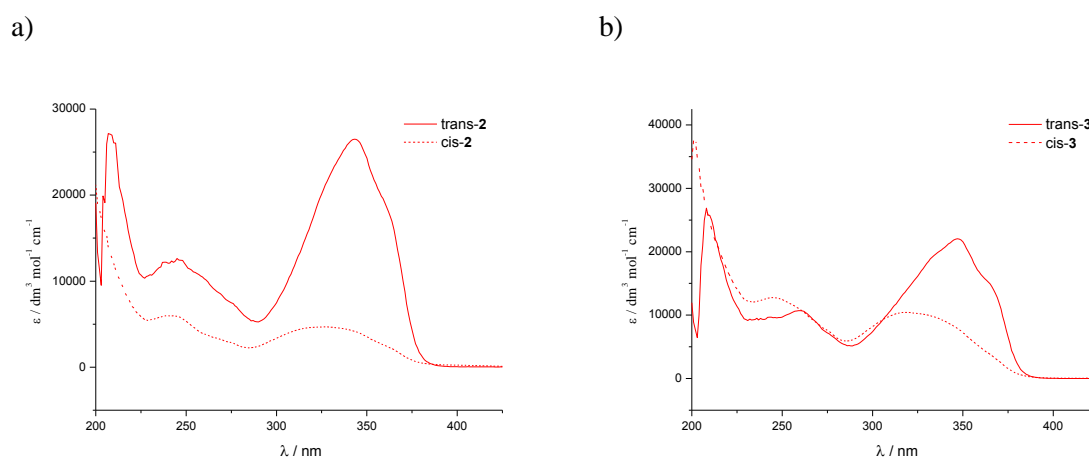 a)
30000
20000
10000
0
ε / dm³ mol⁻¹ cm⁻¹
200
250
300
350
400
λ / nm
trans-2
cis-2
b)
40000
30000
20000
10000
0
ε / dm³ mol⁻¹ cm⁻¹
200
250
300
350
400
λ / nm
trans-3
cis-3